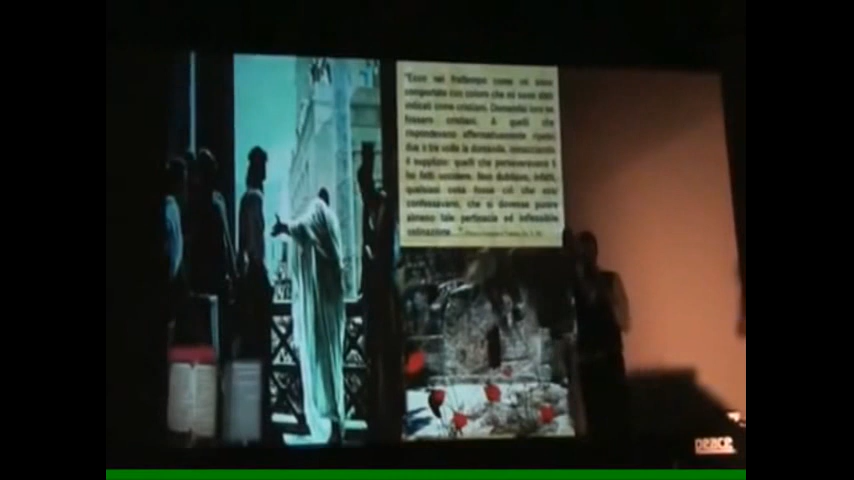 "Ecco nel frattempo come mi sono
comportato con coloro che mi sono stati
indicati come cristiani. Domandai loro se
fossero cristiani. A quelli che
rispondevano affermativamente ripetei
due o tre volte la domanda, minacciando
il supplizio: quelli che perseveravano li
ho fatti uccidere. Non dubitavo, infatti,
qualsiasi cosa fosse ciò che essi
confessavano, che si dovesse punire
almeno tale pertinacia ed inflessibile
ostinazione..."
peace